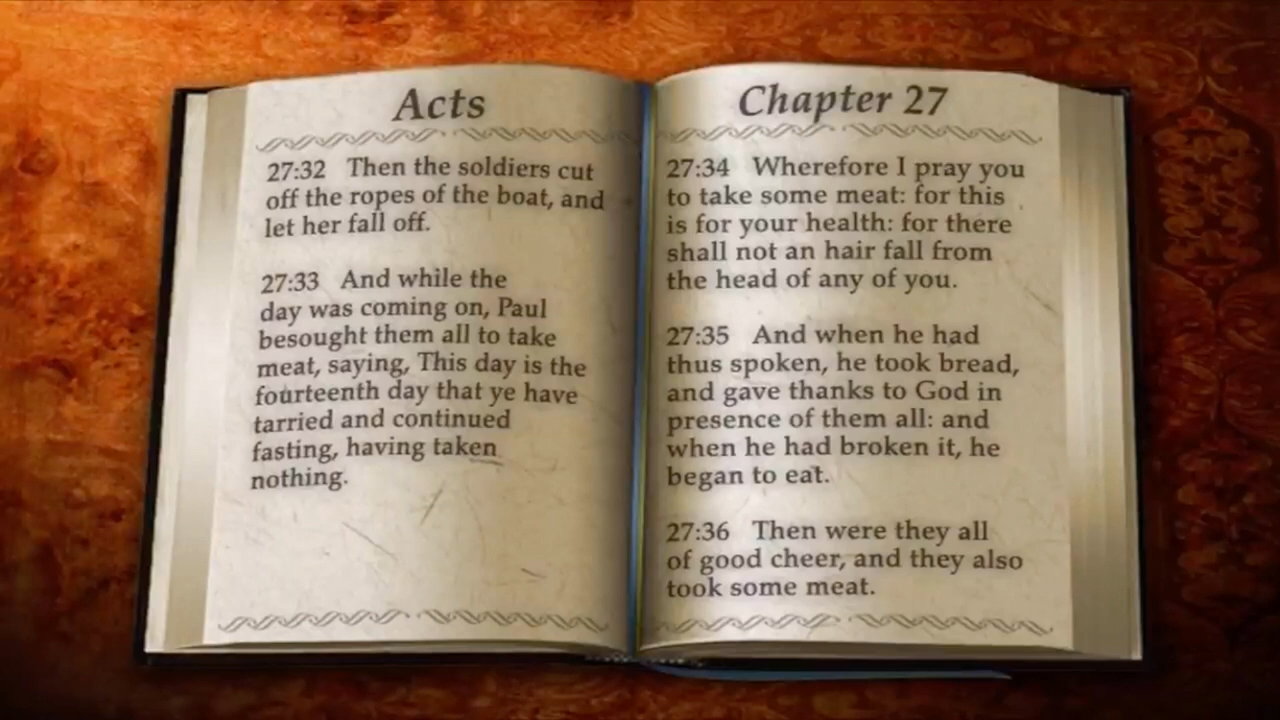 Acts
27:32 Then the soldiers cut
off the ropes of the boat, and
let her fall off.
27:33 And while the
day was coming on, Paul
besought them all to take
meat, saying, This day is the
fourteenth day that ye have
tarried and continued
fasting, having taken
nothing.
Chapter 27
27:34 Wherefore I pray you
to take some meat: for this
is for your health: for there
shall not an hair fall from
the head of any of you.
27:35 And when he had
thus spoken, he took bread,
and gave thanks to God in
presence of them all: and
when he had broken it, he
began to eat.
27:36 Then were they all
of good cheer, and they also
took some meat.